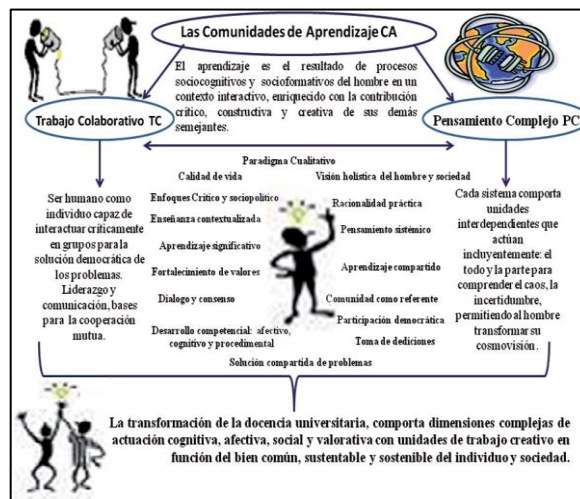 Las Comunidades de Aprendizaje CA
El aprendizaje es el resultado de procesos
sociocognitivos y socioformativos del hombre en un
contexto interactivo, enriquecido con la contribución
crítico, constructiva y creativa de sus demás
semejantes.
Trabajo Colaborativo TC
Pensamiento Complejo PC
Paradigma Cualitativo
Calidad de vida
Visión holística del hombre y sociedad
Enfoques Critico y sociopolítico
Racionalidad práctica
Enseñanza contextualizada
Pensamiento sistémico
Aprendizaje significativo
Aprendizaje compartido
Fortalecimiento de valores
Comunidad como referente
Dialogo y consenso
Participación democrática
Desarrollo competencial: afectivo,
cognitivo y procedimental
Toma de dediciones
Solución compartida de problemas
Ser humano como
individuo capaz de
interactuar críticamente
en grupos para la
solución democrática de
los problemas.
Liderazgo y
comunicación, bases
para la cooperación
mutua.
Cada sistema comporta
unidades
interdependientes que
actúan
incluyentemente: el
todo y la parte para
comprender el caos, la
incertidumbre,
permitiendo al hombre
transformar su
cosmovisión.
La transformación de la docencia universitaria, comporta dimensiones complejas de
actuación cognitiva, afectiva, social y valorativa con unidades de trabajo creativo en
función del bien común, sustentable y sostenible del individuo y sociedad.